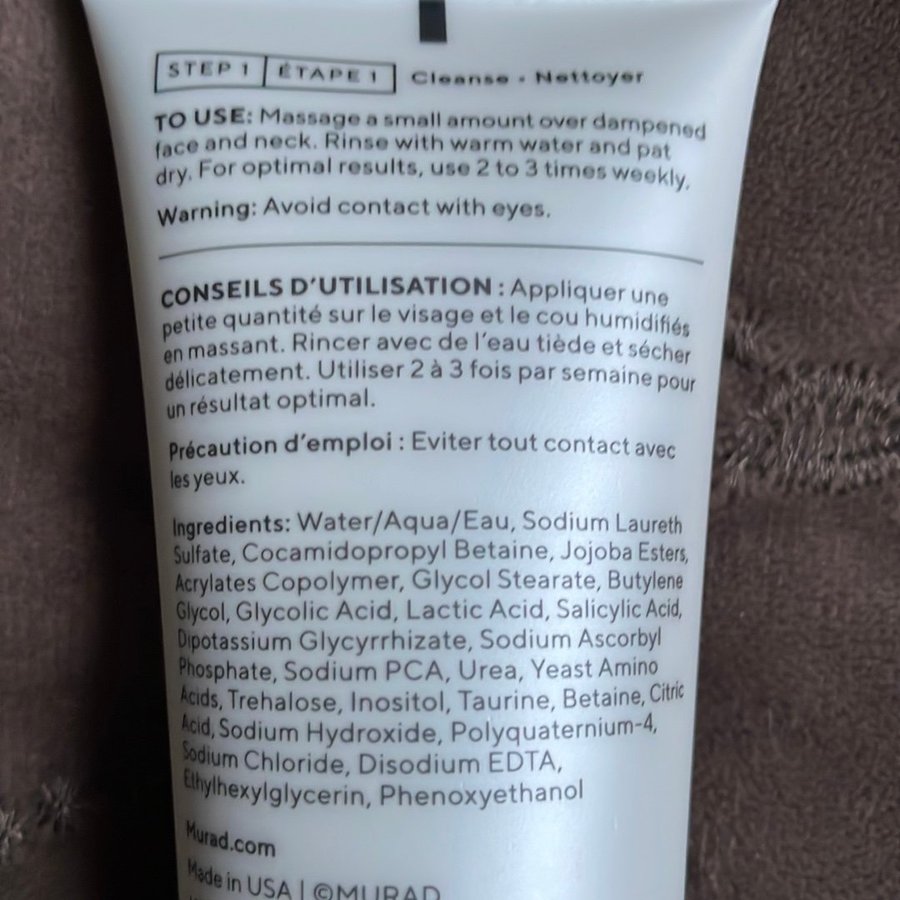 STEP 1 | ÉTAPE 1 Cleanse • Nettoyer
TO USE: Massage a small amount over dampened
face and neck. Rinse with warm water and pat
dry. For optimal results, use 2 to 3 times weekly.
Warning: Avoid contact with eyes.
CONSEILS D'UTILISATION : Appliquer une
petite quantité sur le visage et le cou humidifiés
en massant. Rincer avec de l'eau tiède et sécher
délicatement. Utiliser 2 à 3 fois par semaine pour
un résultat optimal.
Précaution d'emploi : Eviter tout contact avec
les yeux.
Ingredients: Water/Aqua/Eau, Sodium Laureth
Sulfate, Cocamidopropyl Betaine, Jojoba Esters,
Acrylates Copolymer, Glycol Stearate, Butylene
Glycol, Glycolic Acid, Lactic Acid, Salicylic Acid,
Dipotassium Glycyrrhizate, Sodium Ascorbyl
Phosphate, Sodium PCA, Urea, Yeast Amino
Acids, Trehalose, Inositol, Taurine, Betaine, Citric
Acid, Sodium Hydroxide, Polyquaternium-4,
Sodium Chloride, Disodium EDTA,
Ethylhexylglycerin, Phenoxyethanol
Murad.com
Made in USA | ©MURAD